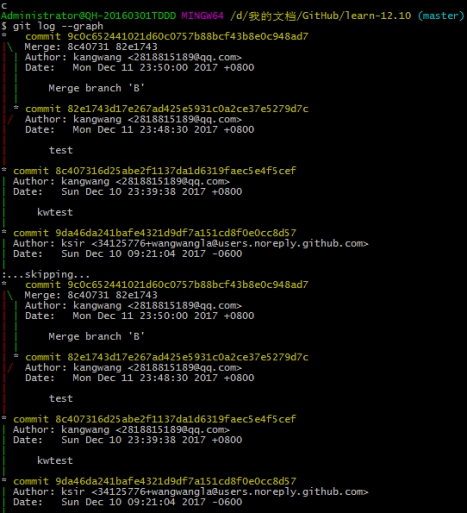 c
Administrator@QH-20160301TDDD MINGW64 /d/我的文档/GitHub/learn-12.10 (master)
$ git log --graph
*   commit 9c0c652441021d60c0757b88bcf43b8e0c948ad7
|\  Merge: 8c40731 82e1743
| | Author: kangwang <2818815189@qq.com>
| | Date:   Mon Dec 11 23:50:00 2017 +0800
| |
| |     Merge branch 'B'
| |
| * commit 82e1743d17e267ad425e5931c0a2ce37e5279d7c
|/  Author: kangwang <2818815189@qq.com>
|   Date:   Mon Dec 11 23:48:30 2017 +0800
|
|       test
|
* commit 8c407316d25abe2f1137da1d6319faec5e4f5cef
| Author: kangwang <2818815189@qq.com>
| Date:   Sun Dec 10 23:39:38 2017 +0800
|
|     kwtest
|
* commit 9da46da241bafe4321d9df7a151cd8f0e0cc8d57
| Author: ksir <34125776+wangwangla@users.noreply.github.com>
| Date:   Sun Dec 10 09:21:04 2017 -0600
|
:...skipping...
*   commit 9c0c652441021d60c0757b88bcf43b8e0c948ad7
|\  Merge: 8c40731 82e1743
| | Author: kangwang <2818815189@qq.com>
| | Date:   Mon Dec 11 23:50:00 2017 +0800
| |
| |     Merge branch 'B'
| |
| * commit 82e1743d17e267ad425e5931c0a2ce37e5279d7c
|/  Author: kangwang <2818815189@qq.com>
|   Date:   Mon Dec 11 23:48:30 2017 +0800
|
|       test
|
* commit 8c407316d25abe2f1137da1d6319faec5e4f5cef
| Author: kangwang <2818815189@qq.com>
| Date:   Sun Dec 10 23:39:38 2017 +0800
|
|     kwtest
|
* commit 9da46da241bafe4321d9df7a151cd8f0e0cc8d57
| Author: ksir <34125776+wangwangla@users.noreply.github.com>
| Date:   Sun Dec 10 09:21:04 2017 -0600
|